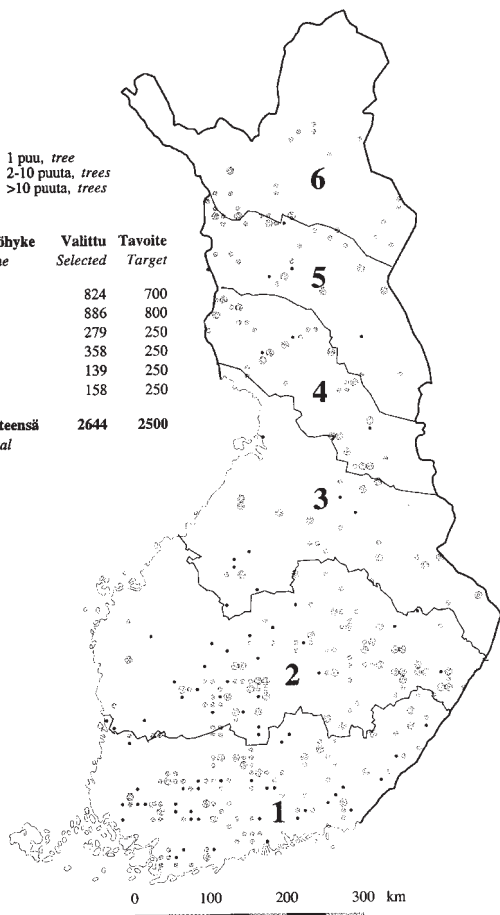 1 puu, tree
2-10 puuta, trees
>10 puuta, trees
öhyke Valittu Tavoite
ne Selected Target
824 700
886 800
279 250
358 250
139 250
158 250
teensä 2644 2500
al
6
5
4
3
2
1
0 100 200 300 km